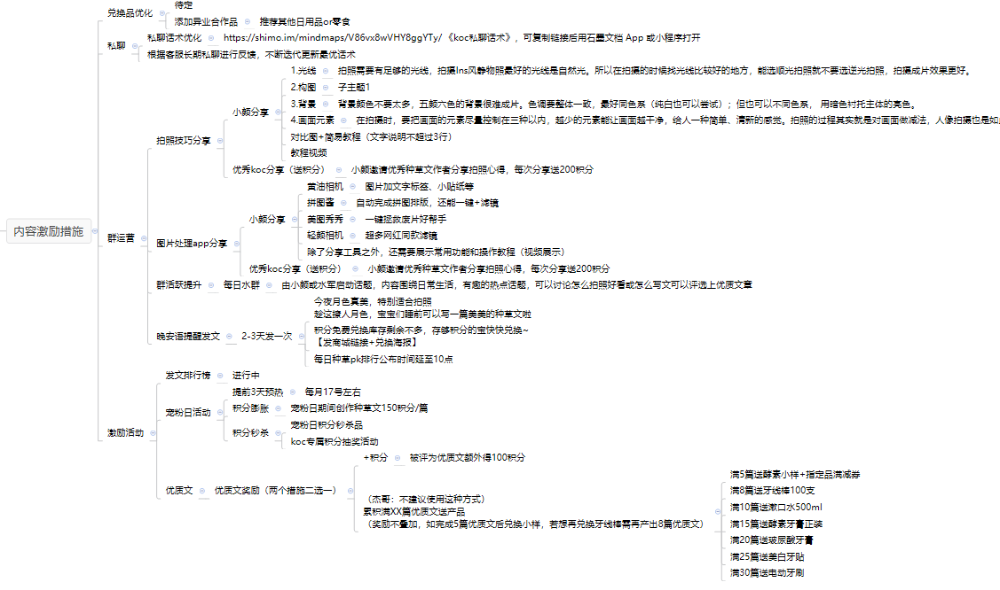 内容激励措施
兑换品优化
待定
添加异业合作品
推荐其他日用品or零食
私聊
私聊话术优化
https://shimo.im/mindmaps/V86vx8wVHY8ggYTy/ 《koc私聊话术》，可复制链接后用石墨文档 App 或小程序打开
根据客服长期私聊进行反馈，不断迭代更新最优话术
群运营
拍照技巧分享
小颜分享
1.光线
拍照需要有足够的光线，拍摄Ins风静物照最好的光线是自然光。所以在拍摄的时候找光线比较好的地方，能选顺光拍照就不要选逆光拍照，拍摄成片效果更好。
2.构图
子主题1
3.背景
背景颜色不要太多，五颜六色的背景很难成片。色调要整体一致，最好同色系（纯白也可以尝试）；但也可以不同色系， 用暗色衬托主体的亮色。
4.画面元素
在拍摄时，要把画面的元素尽量控制在三种以内，越少的元素能让画面越干净，给人一种简单、清新的感觉。拍照的过程其实就是对画面做减法，人像拍摄也是如
对比图+简易教程（文字说明不超过3行）
教程视频
优秀koc分享（送积分）
小颜邀请优秀种草文作者分享拍照心得，每次分享送200积分
图片处理app分享
小颜分享
黄油相机
图片加文字标签、小贴纸等
拼图酱
自动完成拼图排版，还能一键+滤镜
美图秀秀
一键拯救废片好帮手
轻颜相机
超多网红同款滤镜
除了分享工具之外，还需要展示常用功能和操作教程（视频展示）
优秀koc分享（送积分）
小颜邀请优秀种草文作者分享拍照心得，每次分享送200积分
群活跃提升
每日水群
由小颜或水军启动话题，内容围绕日常生活，有趣的热点话题，可以讨论怎么拍照好看或怎么写文可以评选上优质文章
晚安语提醒发文
2-3天发一次
今夜月色真美，特别适合拍照
趁这撩人月色，宝宝们睡前可以写一篇美美的种草文啦
积分免费兑换库存剩余不多，存够积分的宝快快兑换~
【发商城链接+兑换海报】
每日种草pk排行公布时间延至10点
激励活动
发文排行榜
进行中
宠粉日活动
提前3天预热
每月17号左右
积分膨胀
宠粉日期间创作种草文150积分/篇
积分秒杀
宠粉日积分秒杀品
koc专属积分抽奖活动
优质文
优质文奖励（两个措施二选一）
+积分
被评为优质文额外得100积分
（杰哥：不建议使用这种方式）
累积满XX篇优质文送产品
（奖励不叠加，如完成5篇优质文后兑换小样，若想再兑换牙线棒需再产出8篇优质文）
满5篇送酵素小样+指定品满减券
满8篇送牙线棒100支
满10篇送漱口水500ml
满15篇送酵素牙膏正装
满20篇送玻尿酸牙膏
满25篇送美白牙贴
满30篇送电动牙刷